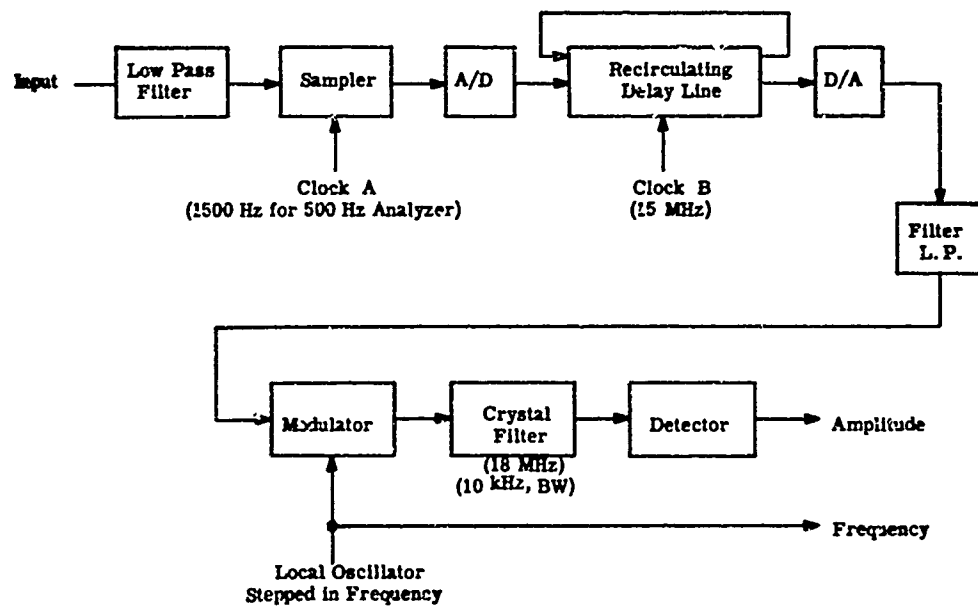 Input
Low Pass
Filter
Sampler
A/D
Recirculating
Delay Line
D/A
Clock A
(1500 Hz for 500 Hz Analyzer)
Clock B
(15 MHz)
Filter
L. P.
Modulator
Crystal
Filter
(18 MHz)
(10 kHz, BW)
Detector
Amplitude
Frequency
Local Oscillator
Stepped in Frequency